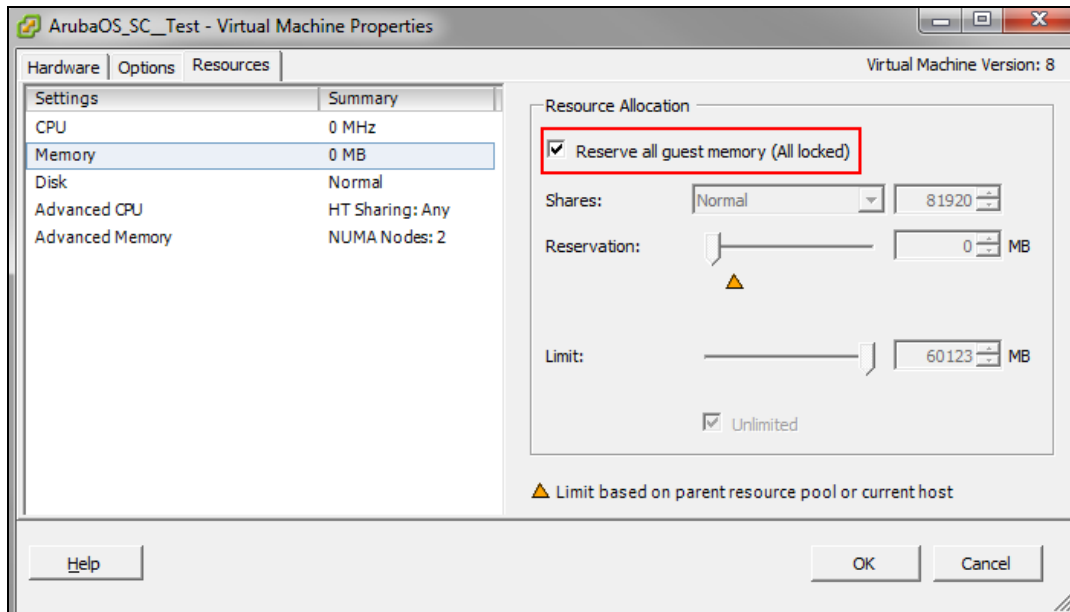 ArubaOS_SC__Test - Virtual Machine Properties
Hardware Options Resources Virtual Machine Version: 8
Settings Summary
CPU 0 MHz
Memory 0 MB
Disk Normal
Advanced CPU HT Sharing: Any
Advanced Memory NUMA Nodes: 2
Resource Allocation
Reserve all guest memory (All locked)
Shares: Normal 81920
Reservation: 0 MB
Limit: 60123 MB
Unlimited
Limit based on parent resource pool or current host
Help OK Cancel